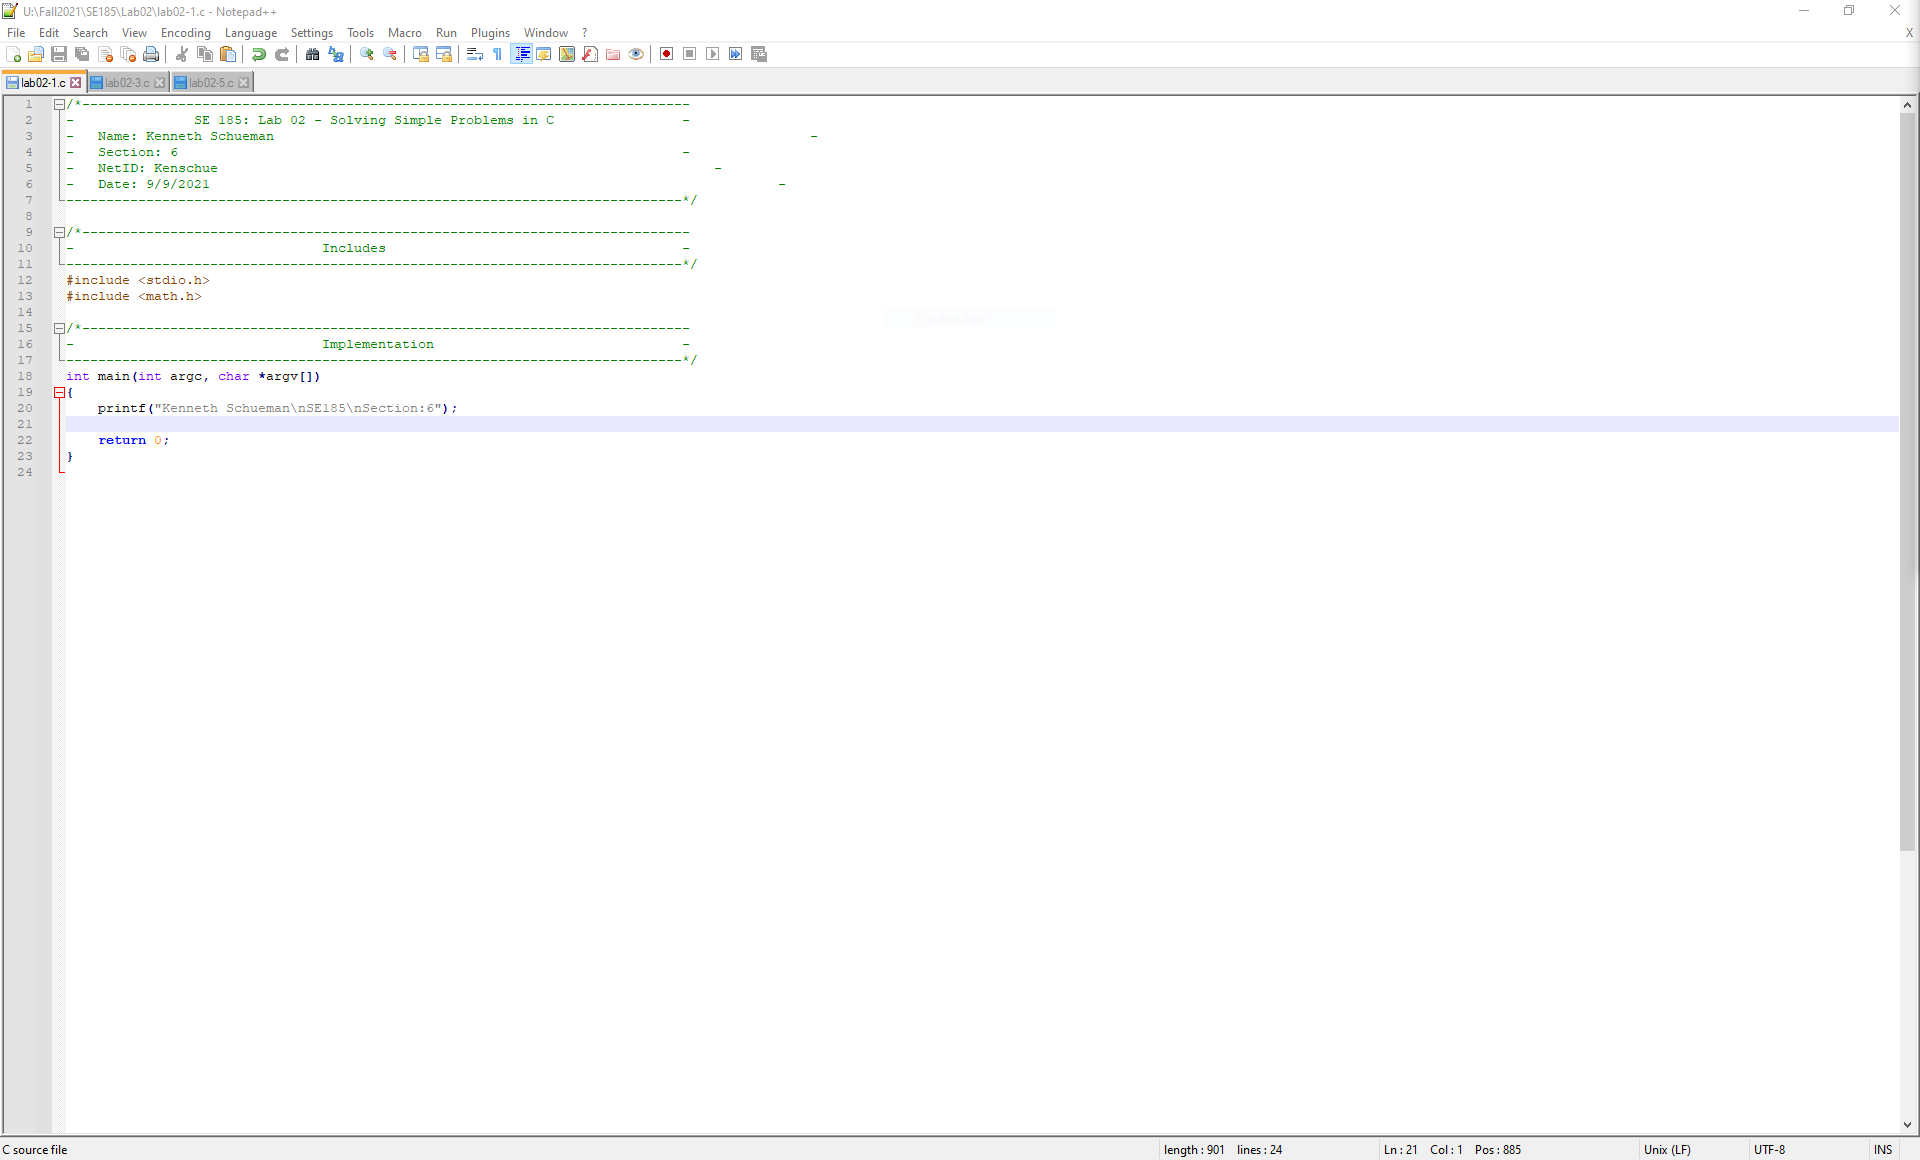 U:\Fall2021\SE185\Lab02\lab02-1.c - Notepad++
File Edit Search View Encoding Language Settings Tools Macro Run Plugins Window ? X
lab02-1.c lab02-3.c lab02-5.c
1 /*----------------------------------------------------------------------------
2 - SE 185: Lab 02 - Solving Simple Problems in C -
3 - Name: Kenneth Schueman -
4 - Section: 6 -
5 - NetID: Kenschue -
6 - Date: 9/9/2021 -
7 -----------------------------------------------------------------------------*/
8
9 /*----------------------------------------------------------------------------
10 - Includes -
11 -----------------------------------------------------------------------------*/
12 #include <stdio.h>
13 #include <math.h>
14
15 /*----------------------------------------------------------------------------
16 - Implementation -
17 -----------------------------------------------------------------------------*/
18 int main(int argc, char *argv[])
19 {
20 printf("Kenneth Schueman\nSE185\nSection:6");
21
22 return 0;
23 }
24
C source file length : 901 lines : 24 Ln : 21 Col : 1 Pos : 885 Unix (LF) UTF-8 INS